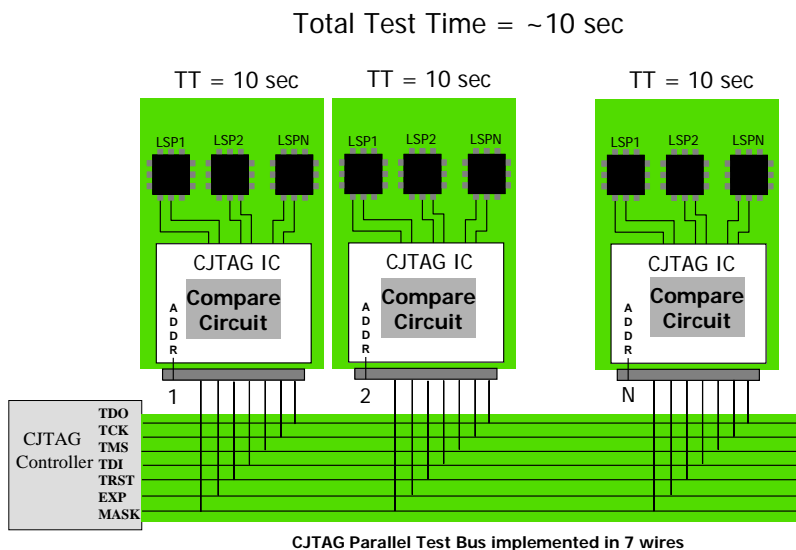 Total Test Time = ~10 sec
TT = 10 sec
TT = 10 sec
TT = 10 sec
LSP1 LSP2 LSPN
LSP1 LSP2 LSPN
LSP1 LSP2 LSPN
CJTAG IC
CJTAG IC
CJTAG IC
Compare
Circuit
Compare
Circuit
Compare
Circuit
ADDR
ADDR
ADDR
1
2
N
CJTAG
Controller
TDO
TCK
TMS
TDI
TRST
EXP
MASK
CJTAG Parallel Test Bus implemented in 7 wires